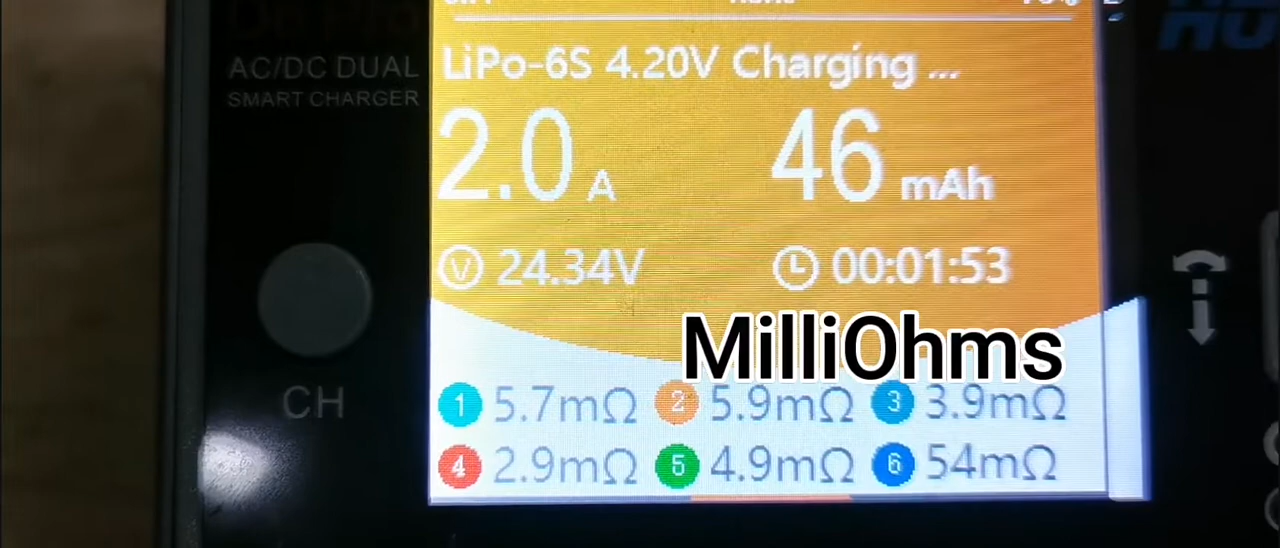 AC/DC DUAL
SMART CHARGER
LiPo-6S 4.20V Charging ...
2.0 A 46 mAh
V 24.34V 00:01:53
MilliOhms
1 5.7mΩ 2 5.9mΩ 3 3.9mΩ
4 2.9mΩ 5 4.9mΩ 6 54mΩ
CH